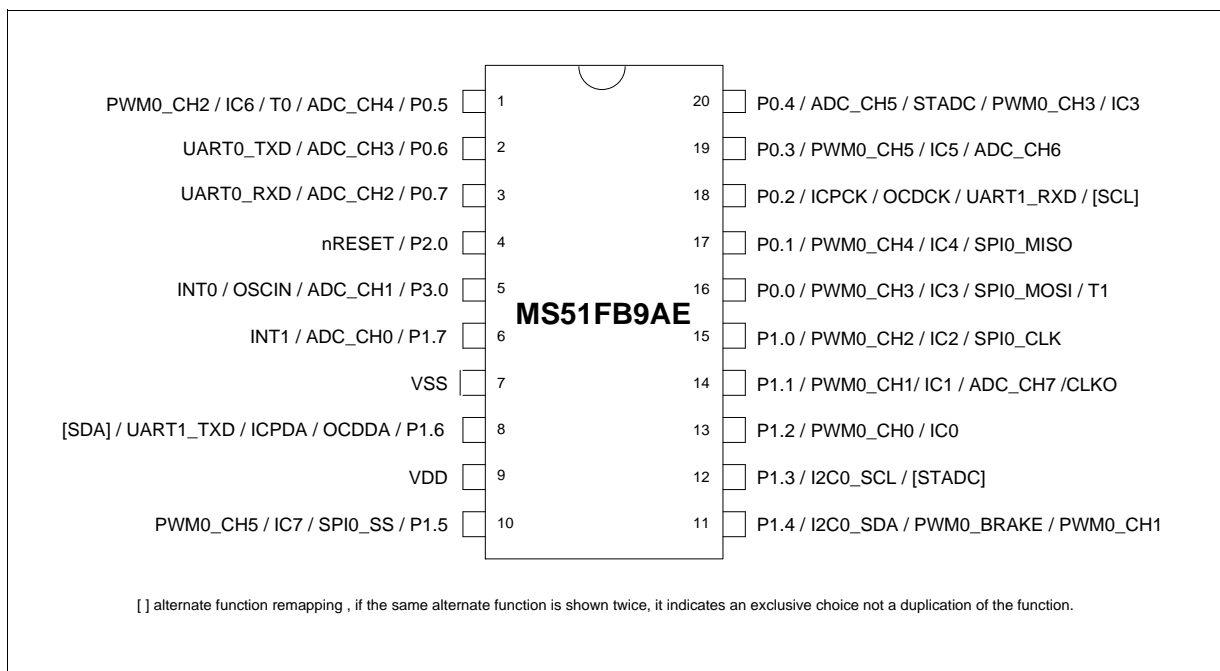 PWM0_CH2 / IC6 / T0 / ADC_CH4 / P0.5 1 20 P0.4 / ADC_CH5 / STADC / PWM0_CH3 / IC3
UART0_TXD / ADC_CH3 / P0.6 2 19 P0.3 / PWM0_CH5 / IC5 / ADC_CH6
UART0_RXD / ADC_CH2 / P0.7 3 18 P0.2 / ICPCK / OCDCK / UART1_RXD / [SCL]
nRESET / P2.0 4 17 P0.1 / PWM0_CH4 / IC4 / SPI0_MISO
INT0 / OSCIN / ADC_CH1 / P3.0 5 16 P0.0 / PWM0_CH3 / IC3 / SPI0_MOSI / T1
MS51FB9AE
INT1 / ADC_CH0 / P1.7 6 15 P1.0 / PWM0_CH2 / IC2 / SPI0_CLK
VSS 7 14 P1.1 / PWM0_CH1/ IC1 / ADC_CH7 /CLKO
[SDA] / UART1_TXD / ICPDA / OCDDA / P1.6 8 13 P1.2 / PWM0_CH0 / IC0
VDD 9 12 P1.3 / I2C0_SCL / [STADC]
PWM0_CH5 / IC7 / SPI0_SS / P1.5 10 11 P1.4 / I2C0_SDA / PWM0_BRAKE / PWM0_CH1
[ ] alternate function remapping , if the same alternate function is shown twice, it indicates an exclusive choice not a duplication of the function.